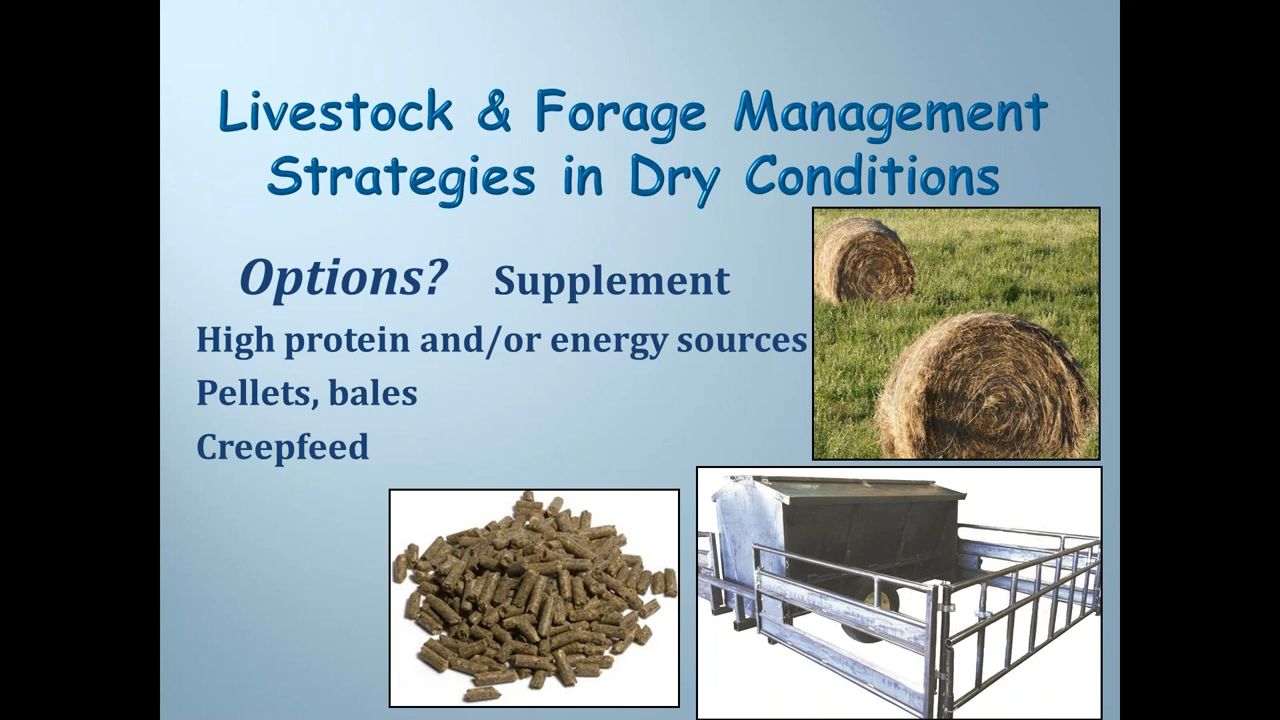 Livestock & Forage Management
Strategies in Dry Conditions
Options? Supplement
High protein and/or energy sources
Pellets, bales
Creepfeed